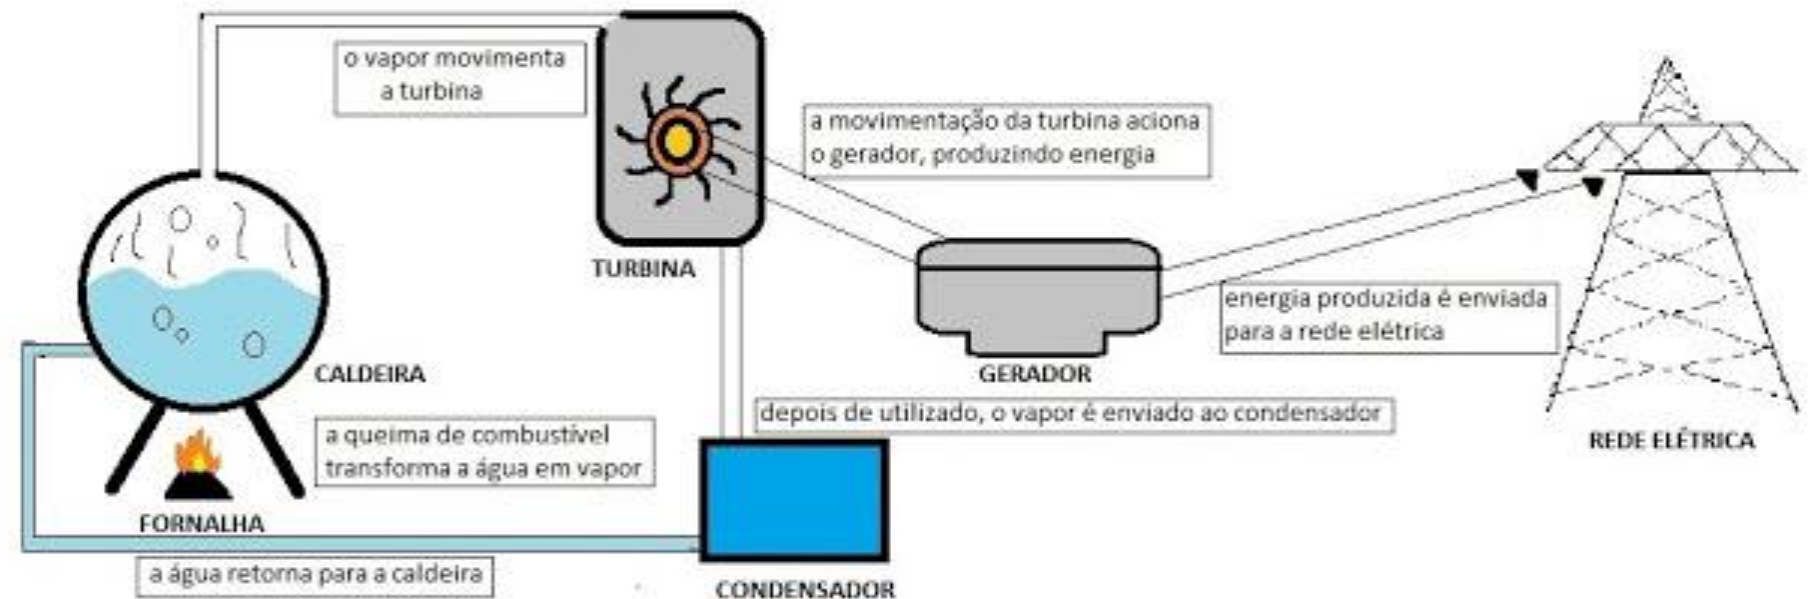 o vapor movimenta
a turbina
a movimentação da turbina aciona
o gerador, produzindo energia
TURBINA
energia produzida é enviada
para a rede elétrica
CALDEIRA
GERADOR
depois de utilizado, o vapor é enviado ao condensador
a queima de combustível
transforma a água em vapor
REDE ELÉTRICA
FORNALHA
a água retorna para a caldeira
CONDENSADOR